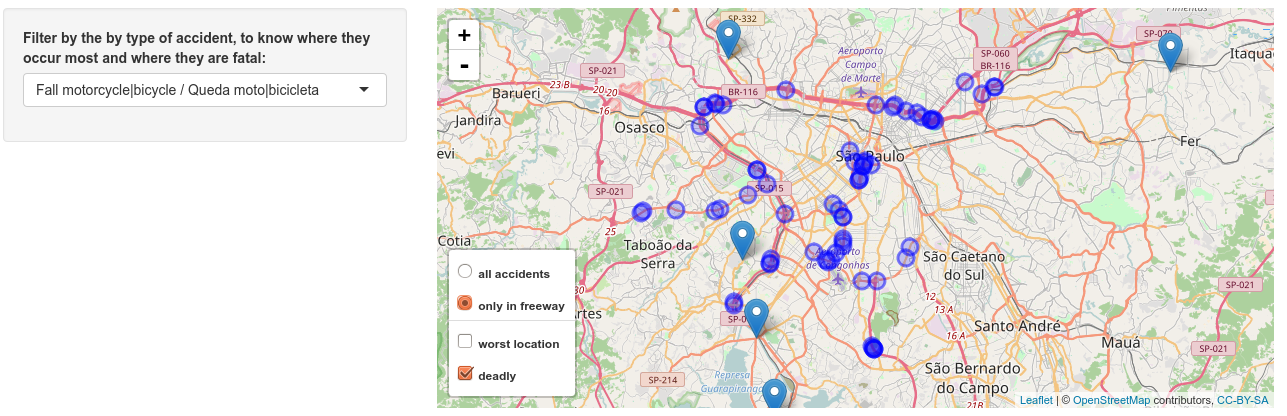 Filter by the by type of accident, to know where they
occur most and where they are fatal:
Fall motorcycle|bicycle / Queda moto|bicicleta
+
-
SP-332
SP-070
Itaquaq
Aeroporto
Campo
de Marte
SP-060
BR-116
SP-021
23 B
20
20
16
BR-116
Barueri
Jandira
Osasco
evi
São Paulo
Fer
SP-015
SP-021
25
Cotia
Taboão da
Serra
Aeroporto
de Congonhas
São Caetano
do Sul
SP-021
12
13 A
16 A
Santo André
Mauá
SP-021
São Bernardo
do Campo
21B
30
artes
SP-0
SP-214
Represa
Guarapiranga
all accidents
only in freeway
worst location
deadly
Leaflet | © OpenStreetMap contributors, CC-BY-SA